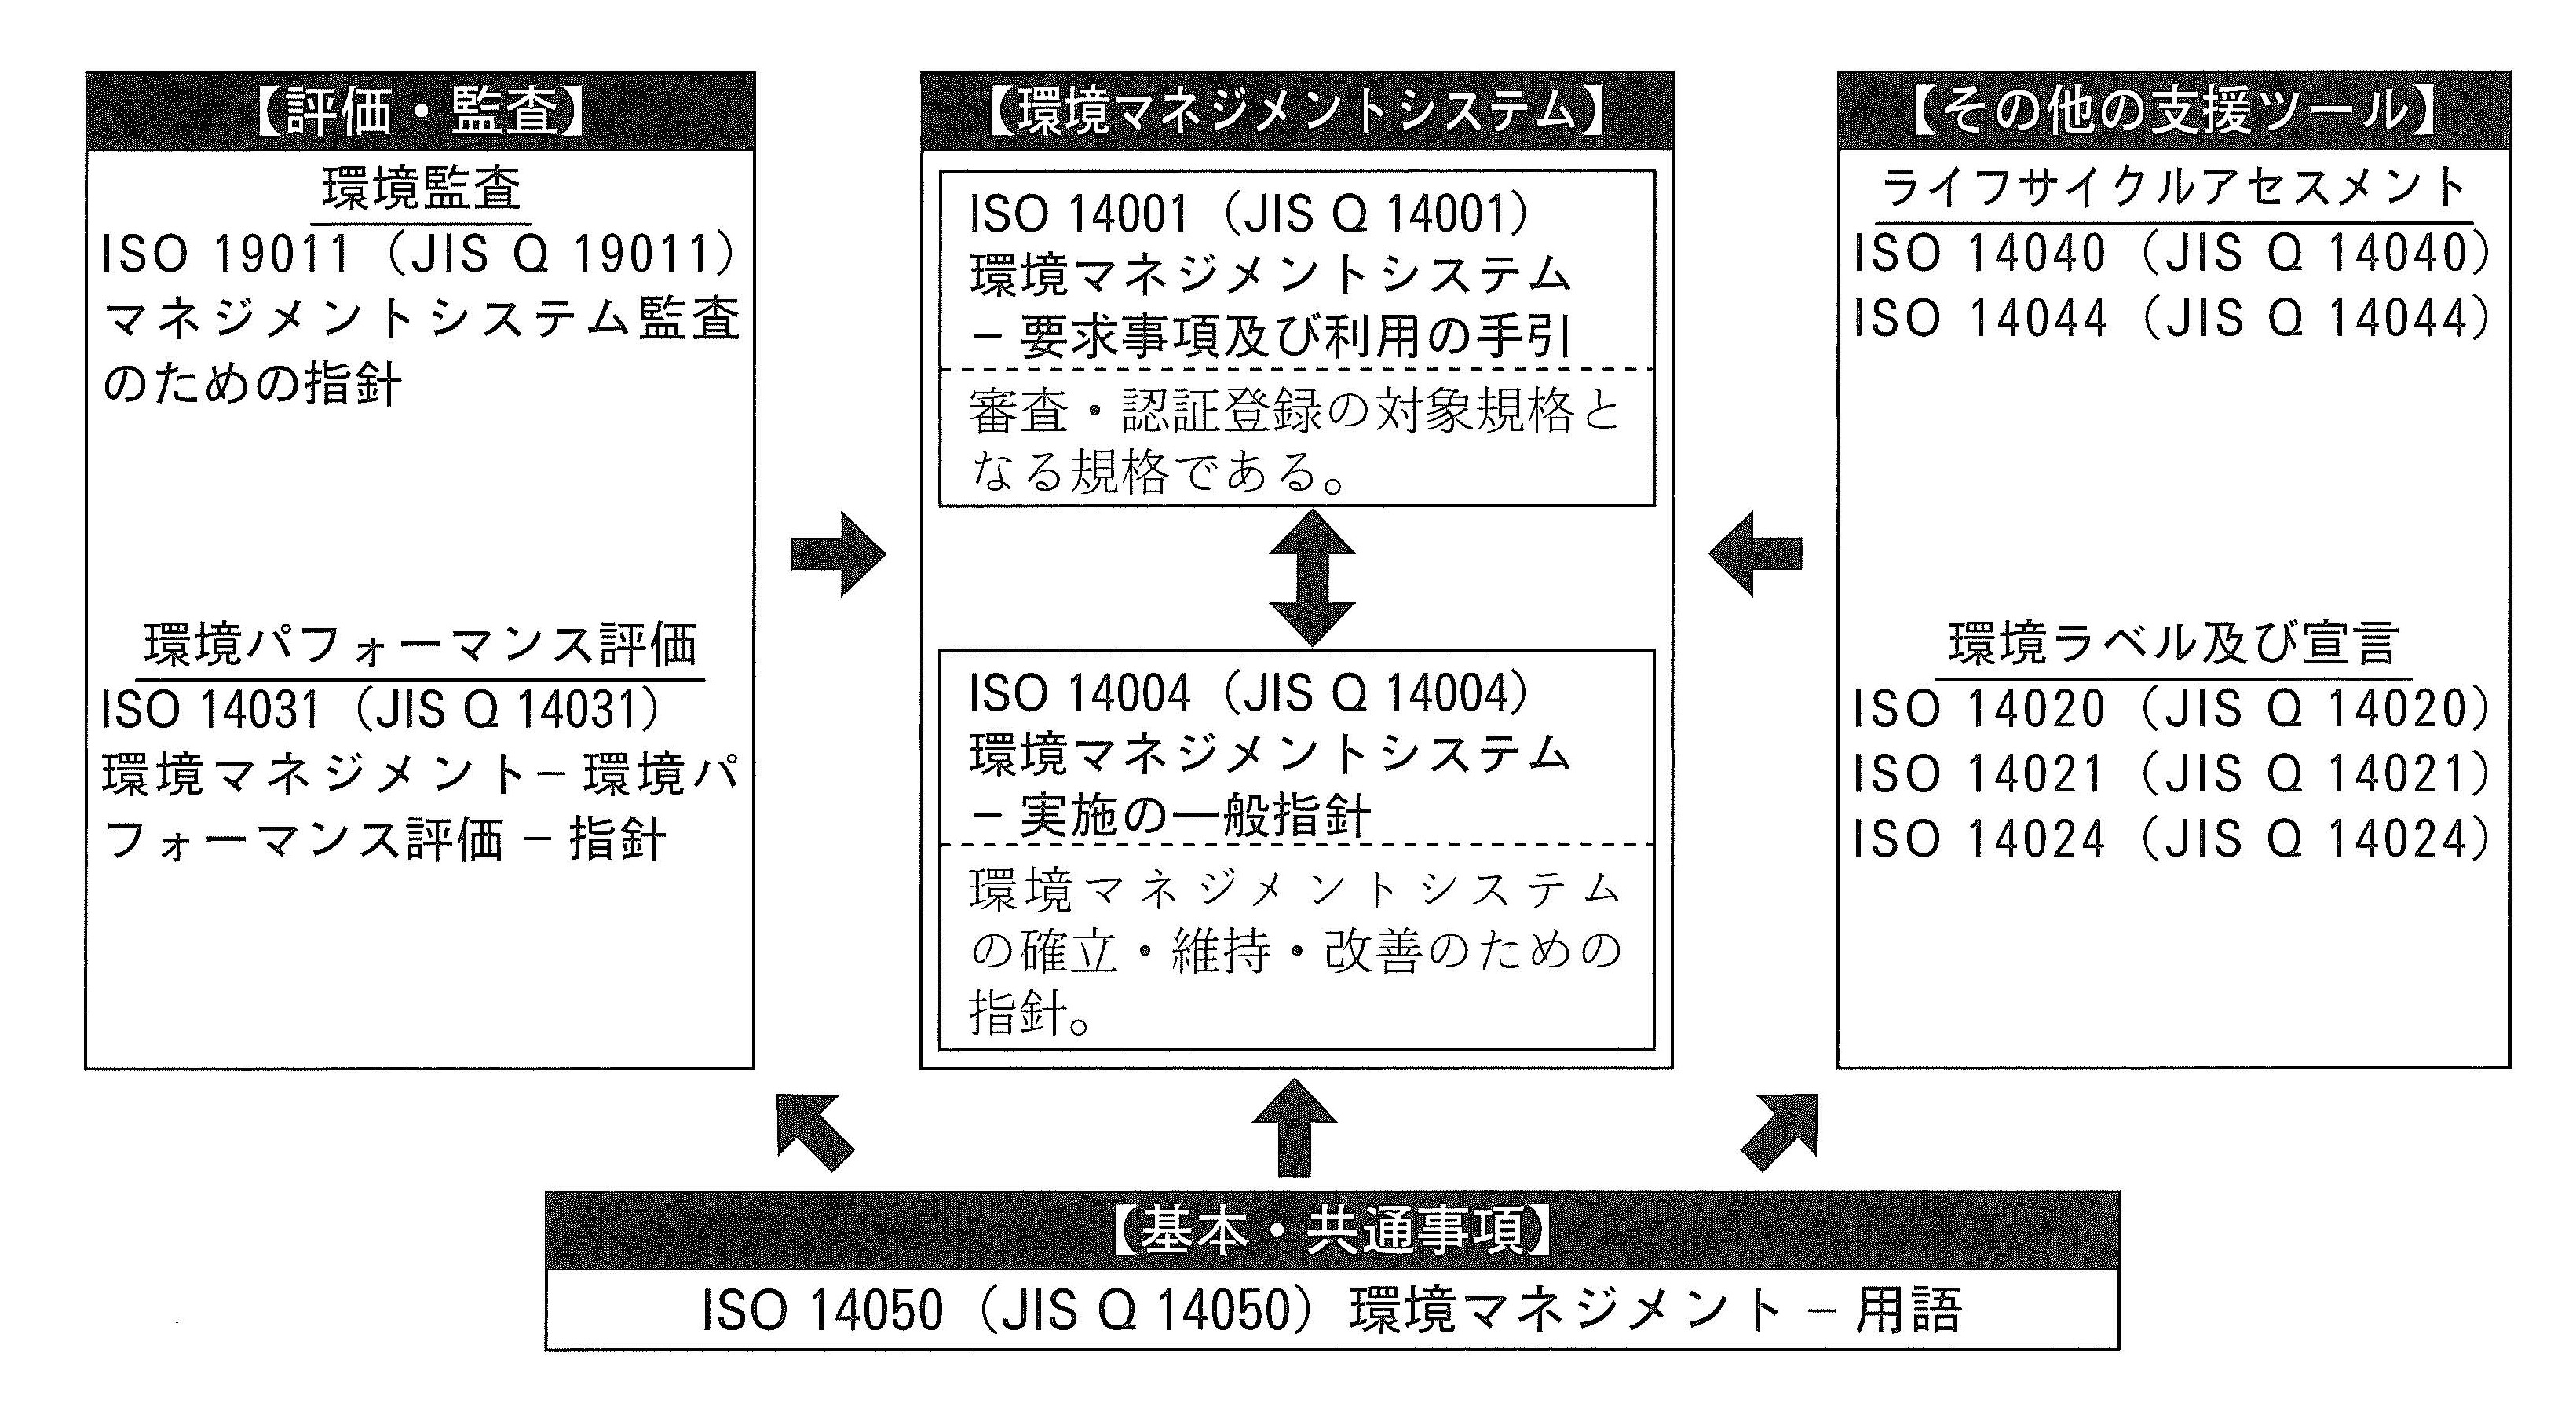 【評価・監査】
環境監査
ISO 19011（JIS Q 19011）
マネジメントシステム監査
のための指針
環境パフォーマンス評価
ISO 14031（JIS Q 14031）
環境マネジメント－環境パ
フォーマンス評価－指針
【環境マネジメントシステム】
ISO 14001（JIS Q 14001）
環境マネジメントシステム
－要求事項及び利用の手引
審査・認証登録の対象規格と
なる規格である。
ISO 14004（JIS Q 14004）
環境マネジメントシステム
－実施の一般指針
環境マネジメントシステム
の確立・維持・改善のための
指針。
【その他の支援ツール】
ライフサイクルアセスメント
ISO 14040（JIS Q 14040）
ISO 14044（JIS Q 14044）
環境ラベル及び宣言
ISO 14020（JIS Q 14020）
ISO 14021（JIS Q 14021）
ISO 14024（JIS Q 14024）
【基本・共通事項】
ISO 14050（JIS Q 14050）環境マネジメント－用語